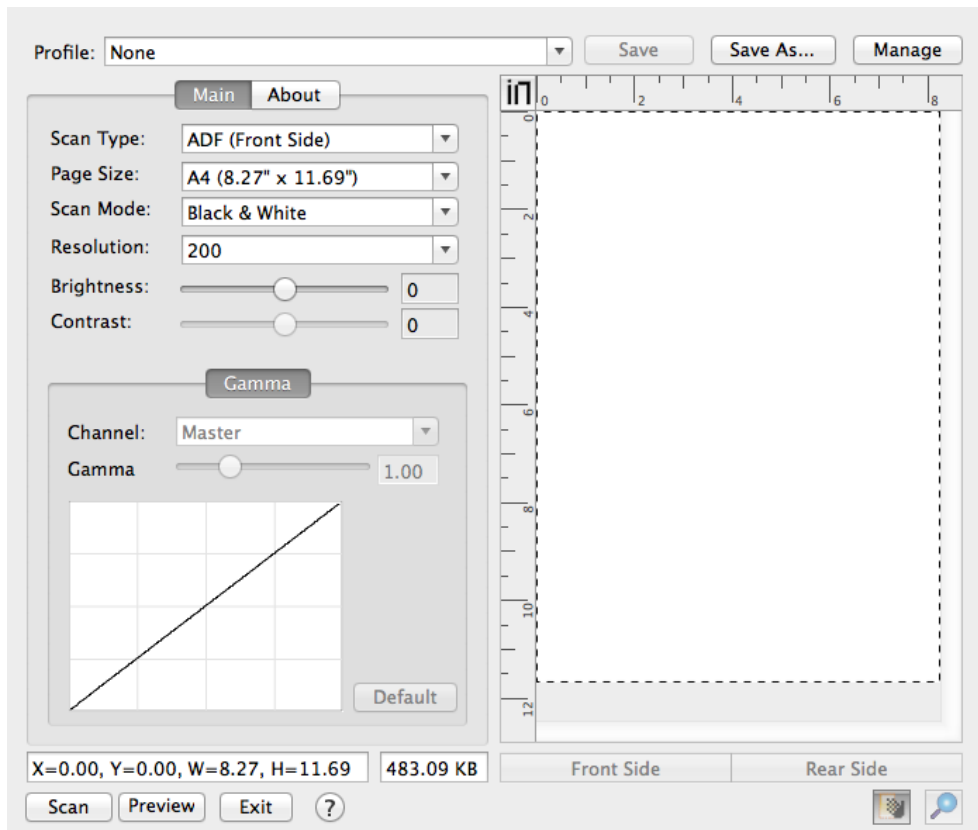 Profile: None Save Save As... Manage
Main About
Scan Type: ADF (Front Side)
Page Size: A4 (8.27" x 11.69")
Scan Mode: Black & White
Resolution: 200
Brightness: 0
Contrast: 0
Gamma
Channel: Master
Gamma 1.00
Default
in 0 2 4 6 8
0
2
4
6
8
10
12
X=0.00, Y=0.00, W=8.27, H=11.69 483.09 KB
Front Side Rear Side
Scan Preview Exit ?